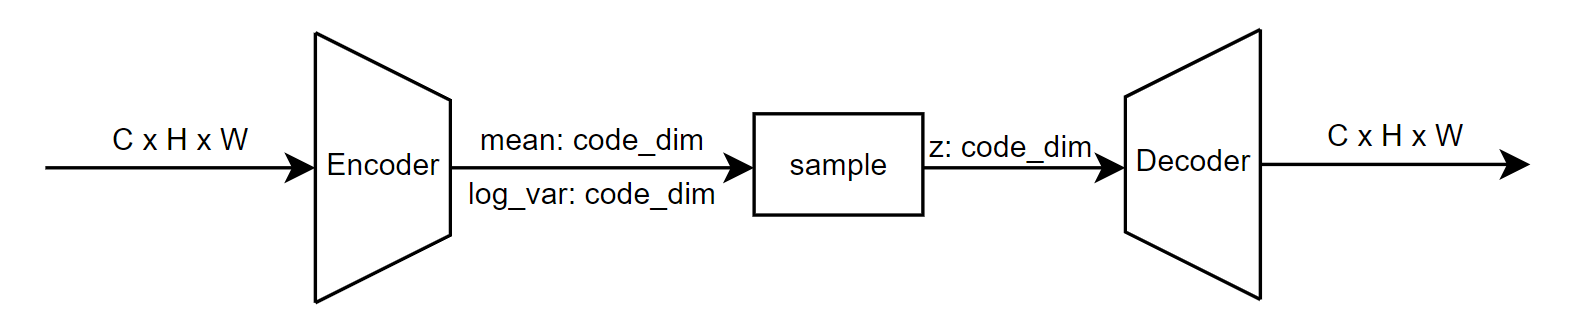 C x H x W
Encoder
mean: code_dim
log_var: code_dim
sample
z: code_dim
Decoder
C x H x W